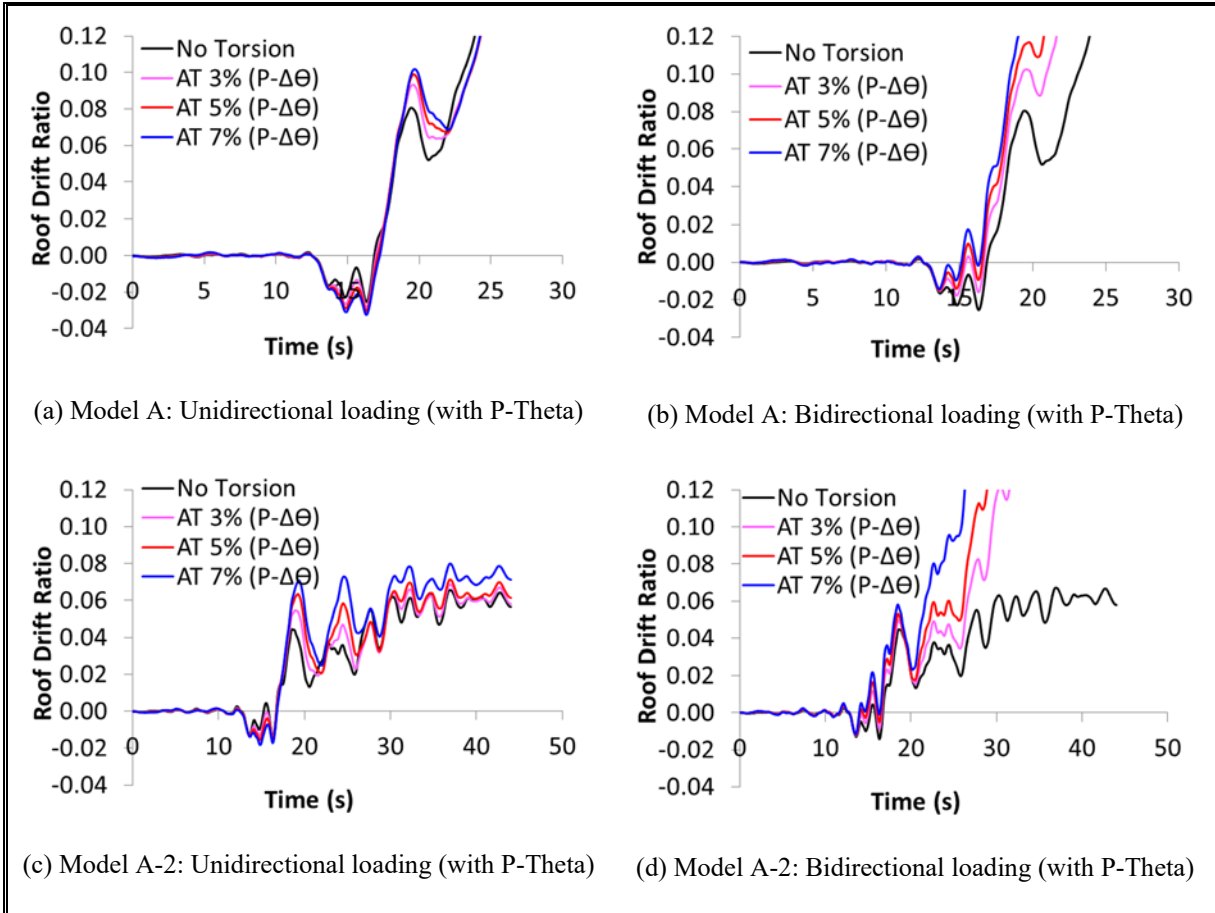 0.12
0.10
0.08
0.06
0.04
0.02
0.00
-0.02
-0.04
Roof Drift Ratio
No Torsion
AT 3% (P-ΔΘ)
AT 5% (P-ΔΘ)
AT 7% (P-ΔΘ)
0 5 10 15 20 25 30
Time (s)
(a) Model A: Unidirectional loading (with P-Theta)
0.12
0.10
0.08
0.06
0.04
0.02
0.00
-0.02
-0.04
Roof Drift Ratio
No Torsion
AT 3% (P-ΔΘ)
AT 5% (P-ΔΘ)
AT 7% (P-ΔΘ)
0 5 10 15 20 25 30
Time (s)
(b) Model A: Bidirectional loading (with P-Theta)
0.12
0.10
0.08
0.06
0.04
0.02
0.00
-0.02
-0.04
Roof Drift Ratio
No Torsion
AT 3% (P-ΔΘ)
AT 5% (P-ΔΘ)
AT 7% (P-ΔΘ)
0 10 20 30 40 50
Time (s)
(c) Model A-2: Unidirectional loading (with P-Theta)
0.12
0.10
0.08
0.06
0.04
0.02
0.00
-0.02
-0.04
Roof Drift Ratio
No Torsion
AT 3% (P-ΔΘ)
AT 5% (P-ΔΘ)
AT 7% (P-ΔΘ)
0 10 20 30 40 50
Time (s)
(d) Model A-2: Bidirectional loading (with P-Theta)